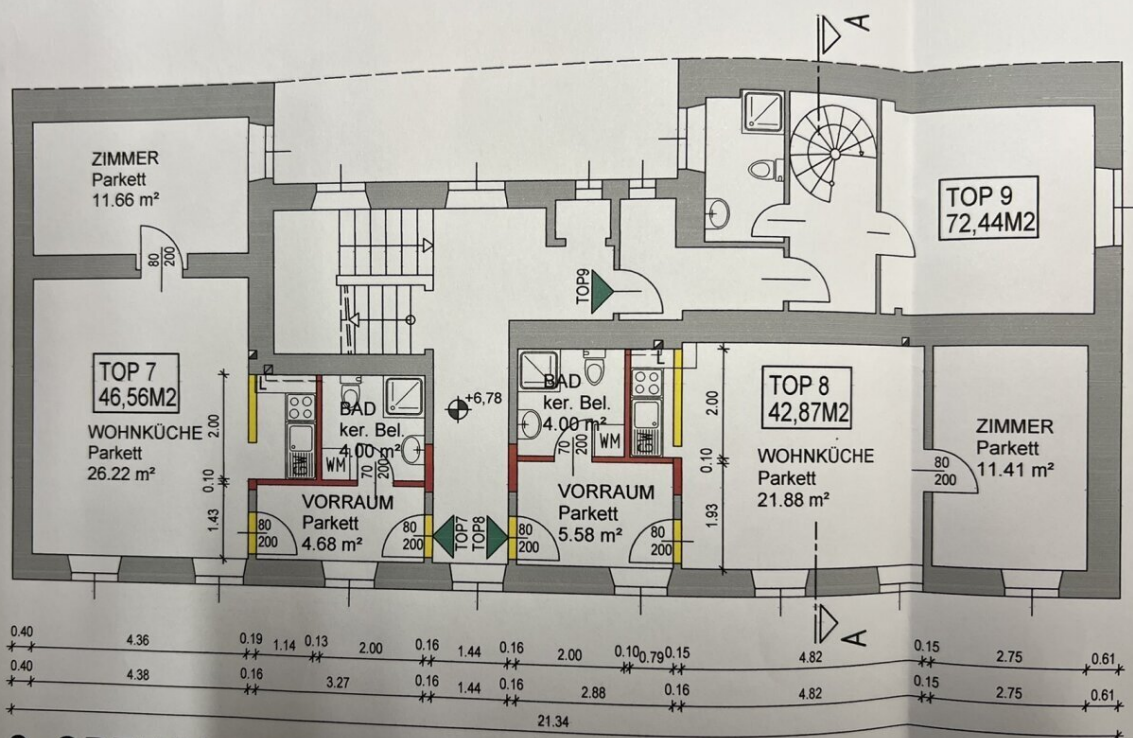 A
ZIMMER
Parkett
11.66 m²
TOP 9
72,44M2
80
200
TOP9
TOP 7
46,56M2
WOHNKÜCHE
Parkett
26.22 m²
2.00
0.10
1.43
L
GW
BAD
ker. Bel.
4.00 m²
WM
70
200
VORRAUM
Parkett
4.68 m²
80
200
80
200
+6,78
TOP7
TOP8
BAD
ker. Bel.
4.00 m²
70
200
WM
L
GW
VORRAUM
Parkett
5.58 m²
80
200
80
200
2.00
0.10
1.93
TOP 8
42,87M2
WOHNKÜCHE
Parkett
21.88 m²
80
200
ZIMMER
Parkett
11.41 m²
A
0.40 4.36 0.19 1.14 0.13 2.00 0.16 1.44 0.16 2.00 0.10 0.79 0.15 4.82 0.15 2.75 0.61
0.40 4.38 0.16 3.27 0.16 1.44 0.16 2.88 0.16 4.82 0.15 2.75 0.61
21.34